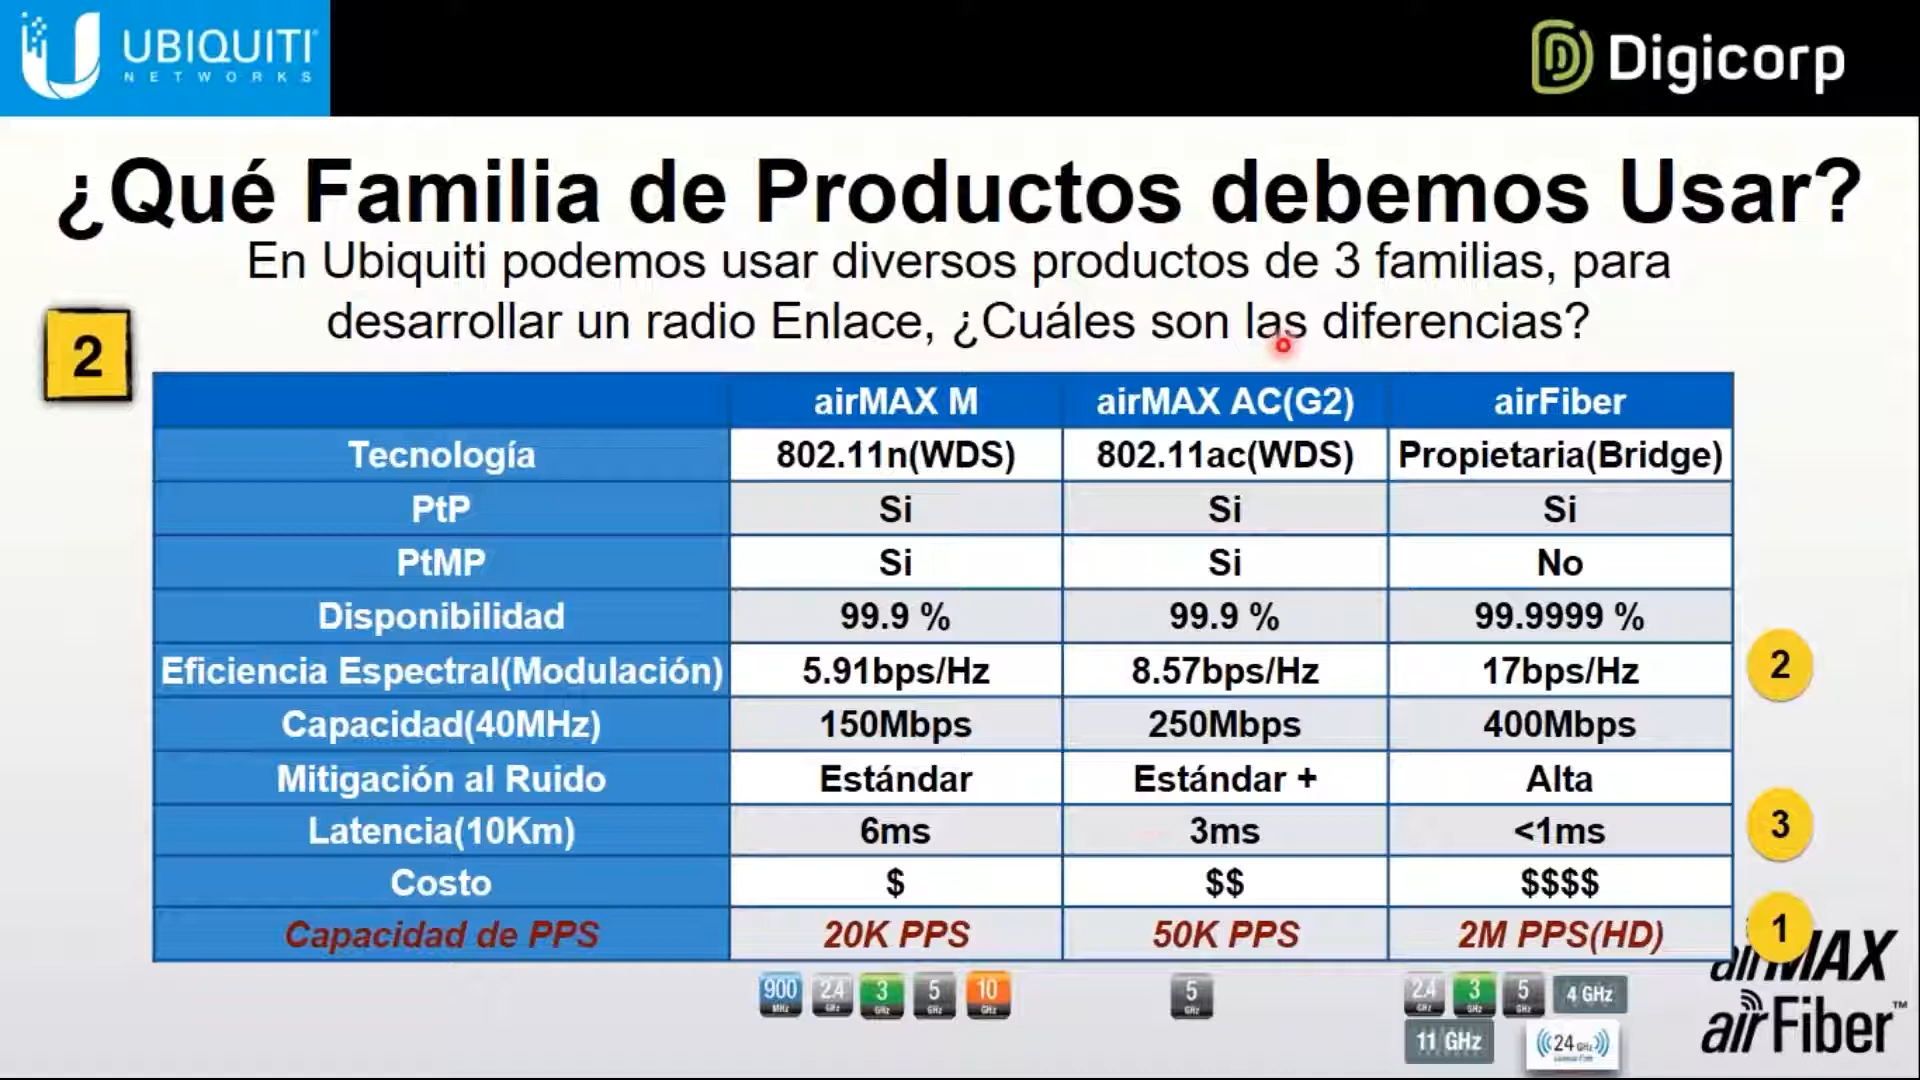 UBIQUITI
NETWORKS
Digicorp
¿Qué Familia de Productos debemos Usar?
En Ubiquiti podemos usar diversos productos de 3 familias, para
desarrollar un radio Enlace, ¿Cuáles son las diferencias?
2
airMAX M airMAX AC(G2) airFiber
Tecnología 802.11n(WDS) 802.11ac(WDS) Propietaria(Bridge)
PtP Si Si Si
PtMP Si Si No
Disponibilidad 99.9 % 99.9 % 99.9999 %
Eficiencia Espectral(Modulación) 5.91bps/Hz 8.57bps/Hz 17bps/Hz 2
Capacidad(40MHz) 150Mbps 250Mbps 400Mbps
Mitigación al Ruido Estándar Estándar + Alta
Latencia(10Km) 6ms 3ms <1ms 3
Costo $ $$ $$$$
Capacidad de PPS 20K PPS 50K PPS 2M PPS(HD) 1
900 MHz 2.4 GHz 3 GHz 5 GHz 10 GHz 5 GHz 2.4 GHz 3 GHz 5 GHz 4 GHz
11 GHz 24 GHz
airMAX
airFiber™